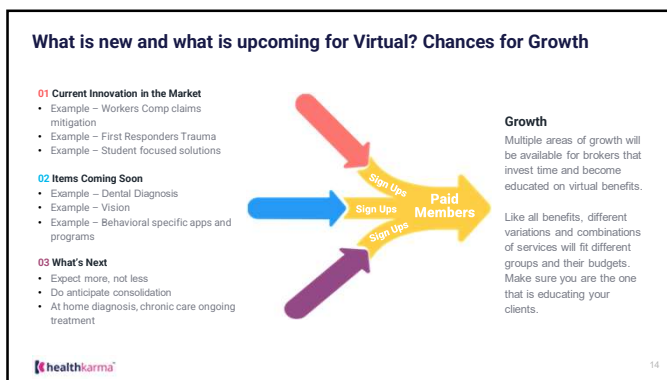 What is new and what is upcoming for Virtual? Chances for Growth
01 Current Innovation in the Market
• Example – Workers Comp claims
mitigation
• Example – First Responders Trauma
• Example – Student focused solutions
02 Items Coming Soon
• Example – Dental Diagnosis
• Example – Vision
• Example – Behavioral specific apps and
programs
03 What's Next
• Expect more, not less
• Do anticipate consolidation
• At home diagnosis, chronic care ongoing
treatment
Sign Ups
Sign Ups
Sign Ups
Paid
Members
Growth
Multiple areas of growth will
be available for brokers that
invest time and become
educated on virtual benefits.
Like all benefits, different
variations and combinations
of services will fit different
groups and their budgets.
Make sure you are the one
that is educating your
clients.
healthkarma
14